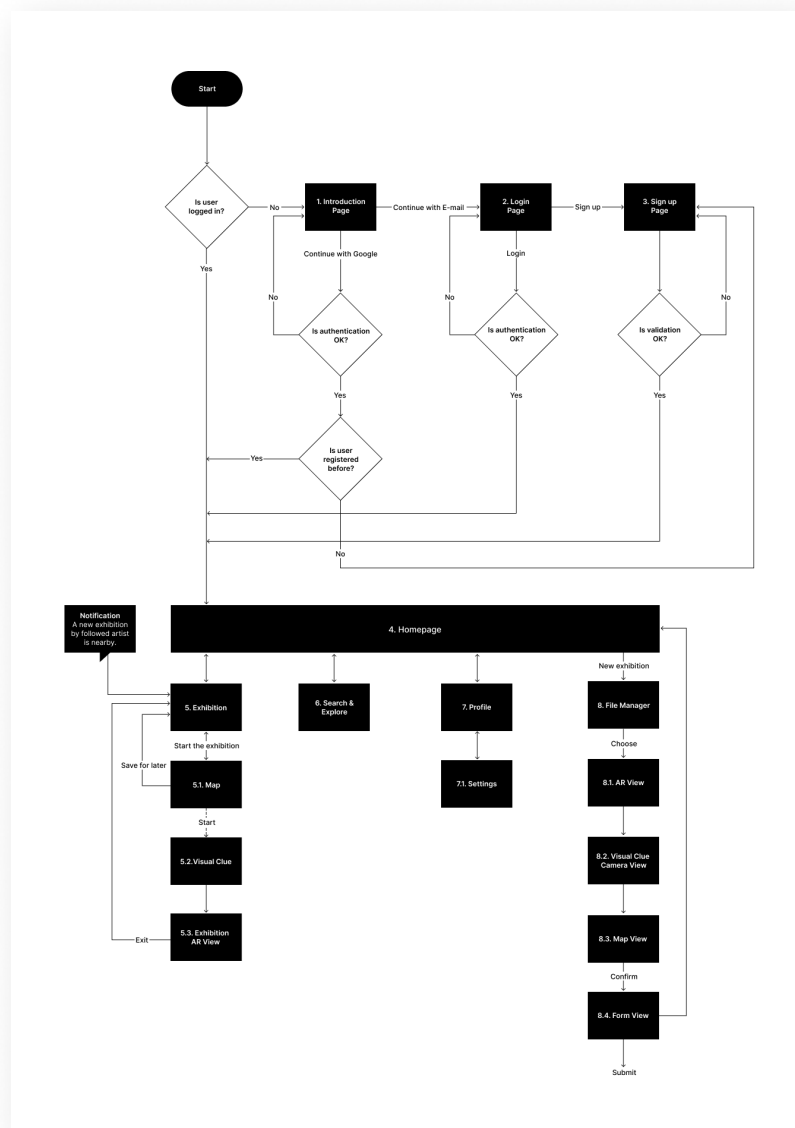 Start
Is user
logged in?
No
1. Introduction
Page
Continue with E-mail
2. Login
Page
Sign up
3. Sign up
Page
Yes
Continue with Google
Login
No
No
No
Is authentication
OK?
Is authentication
OK?
Is validation
OK?
Yes
Yes
Yes
Is user
registered
before?
Yes
No
Notification
A new exhibition
by followed artist
is nearby.
4. Homepage
New exhibition
5. Exhibition
6. Search &
Explore
7. Profile
8. File Manager
Start the exhibition
Choose
Save for later
5.1. Map
7.1. Settings
8.1. AR View
Start
5.2.Visual Clue
8.2. Visual Clue
Camera View
5.3. Exhibition
AR View
Exit
8.3. Map View
Confirm
8.4. Form View
Submit